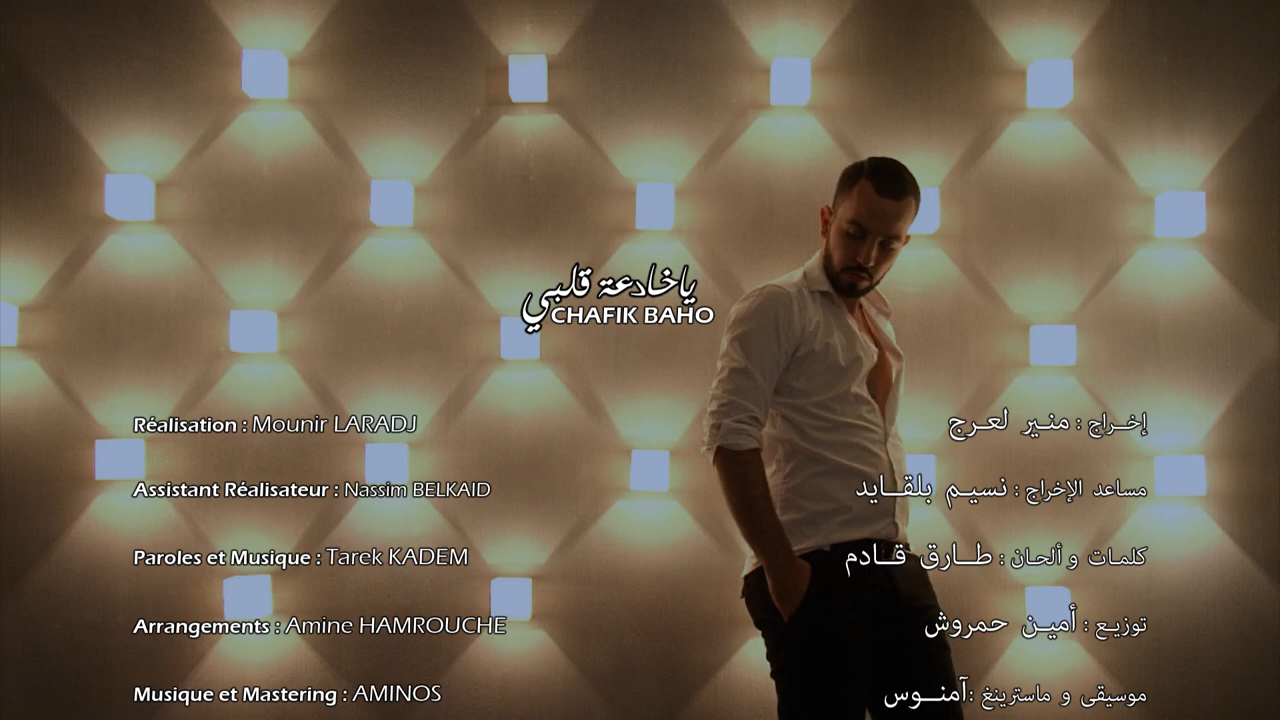 ياخادعة قلبي
CHAFIK BAHO
Réalisation : Mounir LARADJ
إخراج : منير لعرج
Assistant Réalisateur : Nassim BELKAID
مساعد الإخراج : نسيم بلقايد
Paroles et Musique : Tarek KADEM
كلمات و ألحان : طارق قادم
Arrangements : Amine HAMROUCHE
توزيع : أمين حمروش
Musique et Mastering : AMINOS
موسيقى و ماسترينغ :آمنوس